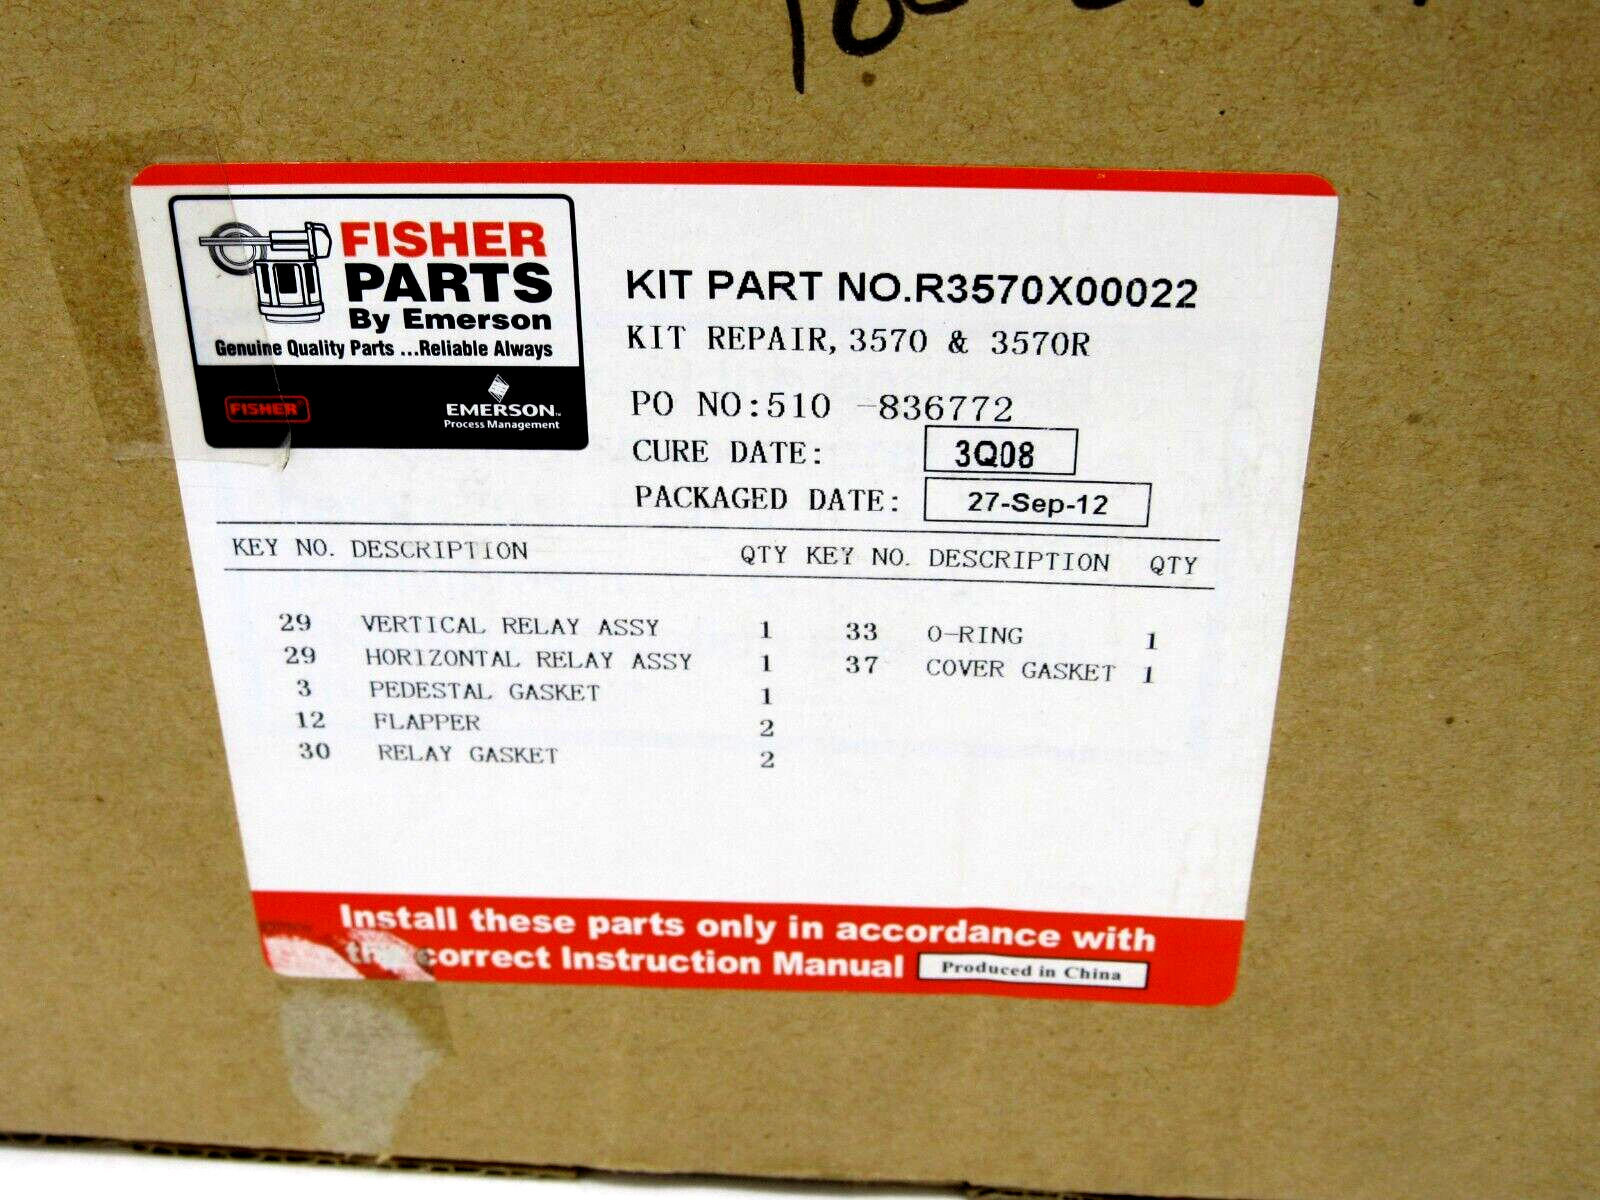 FISHER
PARTS
By Emerson
Genuine Quality Parts ...Reliable Always
FISHER
EMERSON™
Process Management
KIT PART NO.R3570X00022
KIT REPAIR, 3570 & 3570R
PO NO:510 -836772
CURE DATE: 3Q08
PACKAGED DATE: 27-Sep-12
KEY NO. DESCRIPTION QTY KEY NO. DESCRIPTION QTY
29 VERTICAL RELAY ASSY 1 33 O-RING 1
29 HORIZONTAL RELAY ASSY 1 37 COVER GASKET 1
3 PEDESTAL GASKET 1
12 FLAPPER 2
30 RELAY GASKET 2
Install these parts only in accordance with
the correct Instruction Manual Produced in China